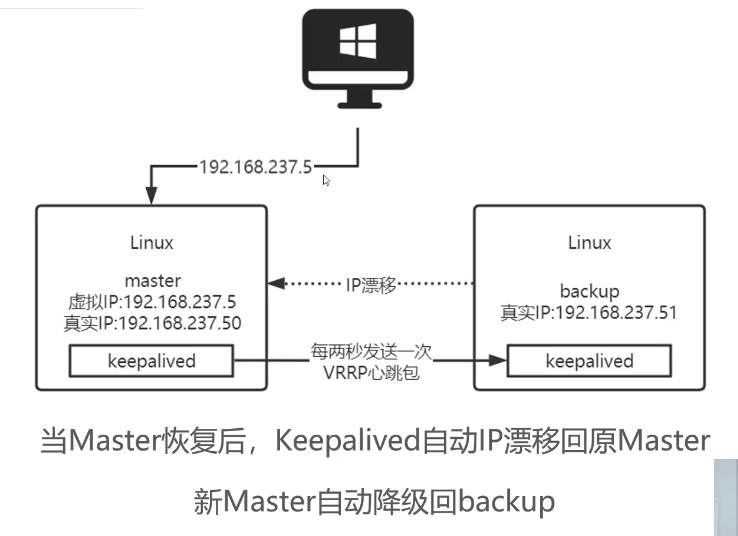 192.168.237.5
Linux
master
虚拟IP:192.168.237.5
真实IP:192.168.237.50
keepalived
IP漂移
每两秒发送一次
VRRP心跳包
Linux
backup
真实IP:192.168.237.51
keepalived
当Master恢复后，Keepalived自动IP漂移回原Master
新Master自动降级回backup